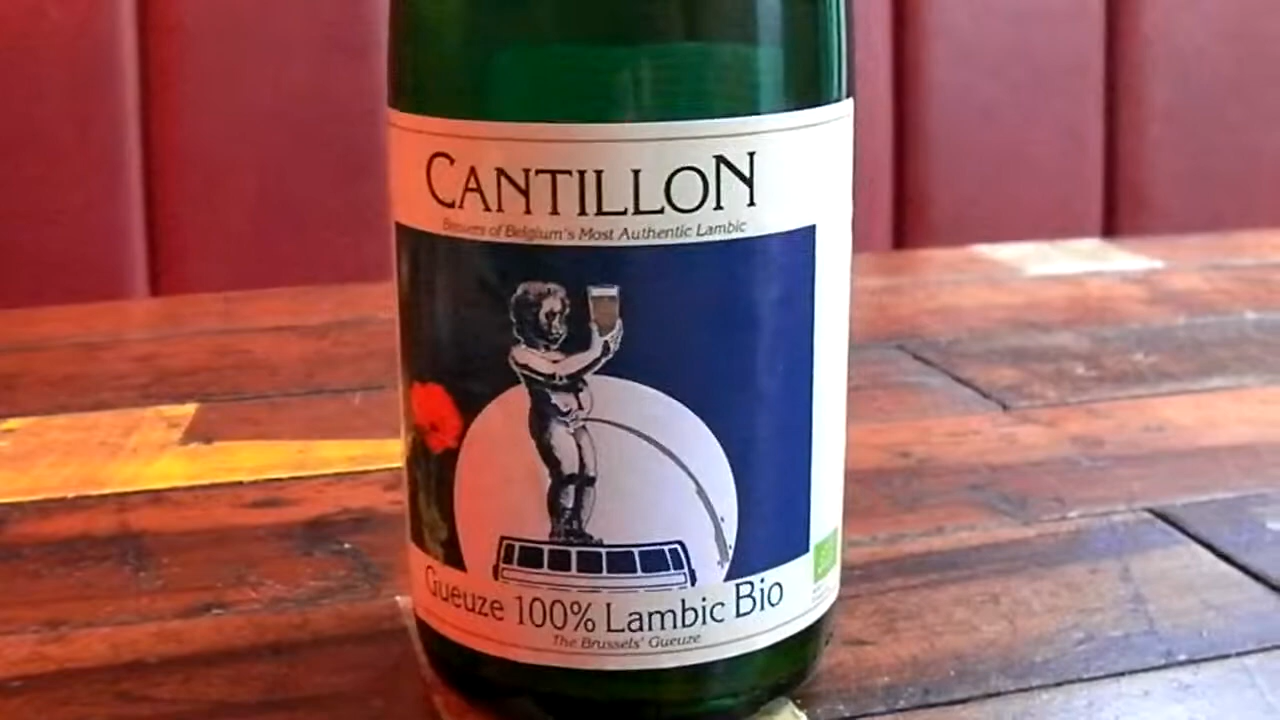 CANTILLON
Brewers of Belgium's Most Authentic Lambic
Gueuze 100% Lambic Bio
The Brussels' Gueuze